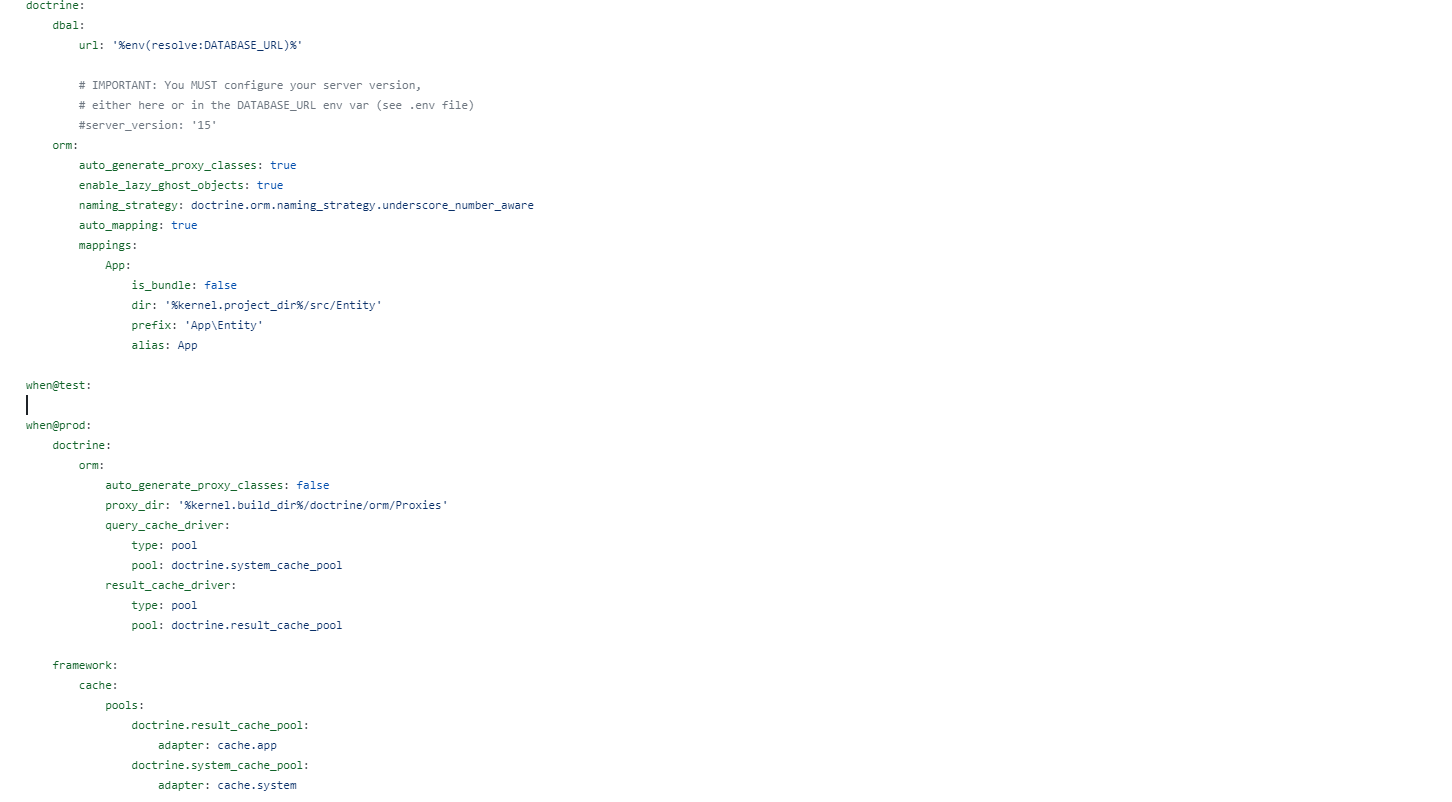 doctrine:
    dbal:
        url: '%env(resolve:DATABASE_URL)%'

        # IMPORTANT: You MUST configure your server version,
        # either here or in the DATABASE_URL env var (see .env file)
        #server_version: '15'
    orm:
        auto_generate_proxy_classes: true
        enable_lazy_ghost_objects: true
        naming_strategy: doctrine.orm.naming_strategy.underscore_number_aware
        auto_mapping: true
        mappings:
            App:
                is_bundle: false
                dir: '%kernel.project_dir%/src/Entity'
                prefix: 'App\Entity'
                alias: App

when@test:

when@prod:
    doctrine:
        orm:
            auto_generate_proxy_classes: false
            proxy_dir: '%kernel.build_dir%/doctrine/orm/Proxies'
            query_cache_driver:
                type: pool
                pool: doctrine.system_cache_pool
            result_cache_driver:
                type: pool
                pool: doctrine.result_cache_pool

    framework:
        cache:
            pools:
                doctrine.result_cache_pool:
                    adapter: cache.app
                doctrine.system_cache_pool:
                    adapter: cache.system